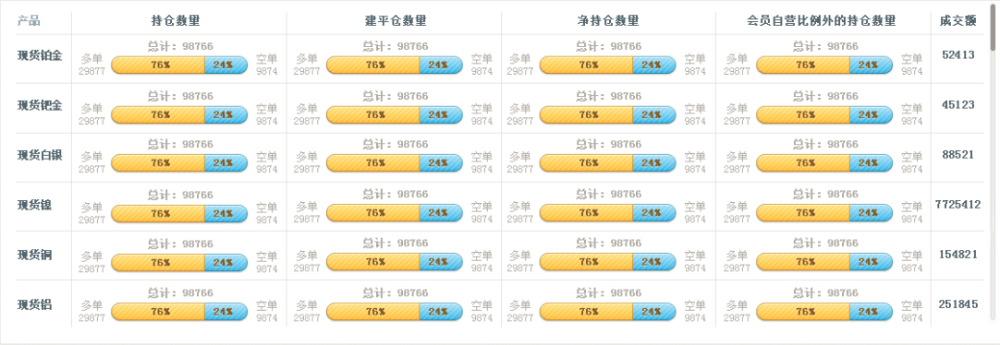 产品 持仓数量 建平仓数量 净持仓数量 会员自营比例外的持仓数量 成交额
总计：98766 总计：98766 总计：98766 总计：98766
现货铂金 多单 29877 76% 24% 空单 9874 多单 29877 76% 24% 空单 9874 多单 29877 76% 24% 空单 9874 多单 29877 76% 24% 空单 9874 52413
总计：98766 总计：98766 总计：98766 总计：98766
现货钯金 多单 29877 76% 24% 空单 9874 多单 29877 76% 24% 空单 9874 多单 29877 76% 24% 空单 9874 多单 29877 76% 24% 空单 9874 45123
总计：98766 总计：98766 总计：98766 总计：98766
现货白银 多单 29877 76% 24% 空单 9874 多单 29877 76% 24% 空单 9874 多单 29877 76% 24% 空单 9874 多单 29877 76% 24% 空单 9874 88521
总计：98766 总计：98766 总计：98766 总计：98766
现货镍 多单 29877 76% 24% 空单 9874 多单 29877 76% 24% 空单 9874 多单 29877 76% 24% 空单 9874 多单 29877 76% 24% 空单 9874 7725412
总计：98766 总计：98766 总计：98766 总计：98766
现货铜 多单 29877 76% 24% 空单 9874 多单 29877 76% 24% 空单 9874 多单 29877 76% 24% 空单 9874 多单 29877 76% 24% 空单 9874 154821
总计：98766 总计：98766 总计：98766 总计：98766
现货铝 多单 29877 76% 24% 空单 9874 多单 29877 76% 24% 空单 9874 多单 29877 76% 24% 空单 9874 多单 29877 76% 24% 空单 9874 251845